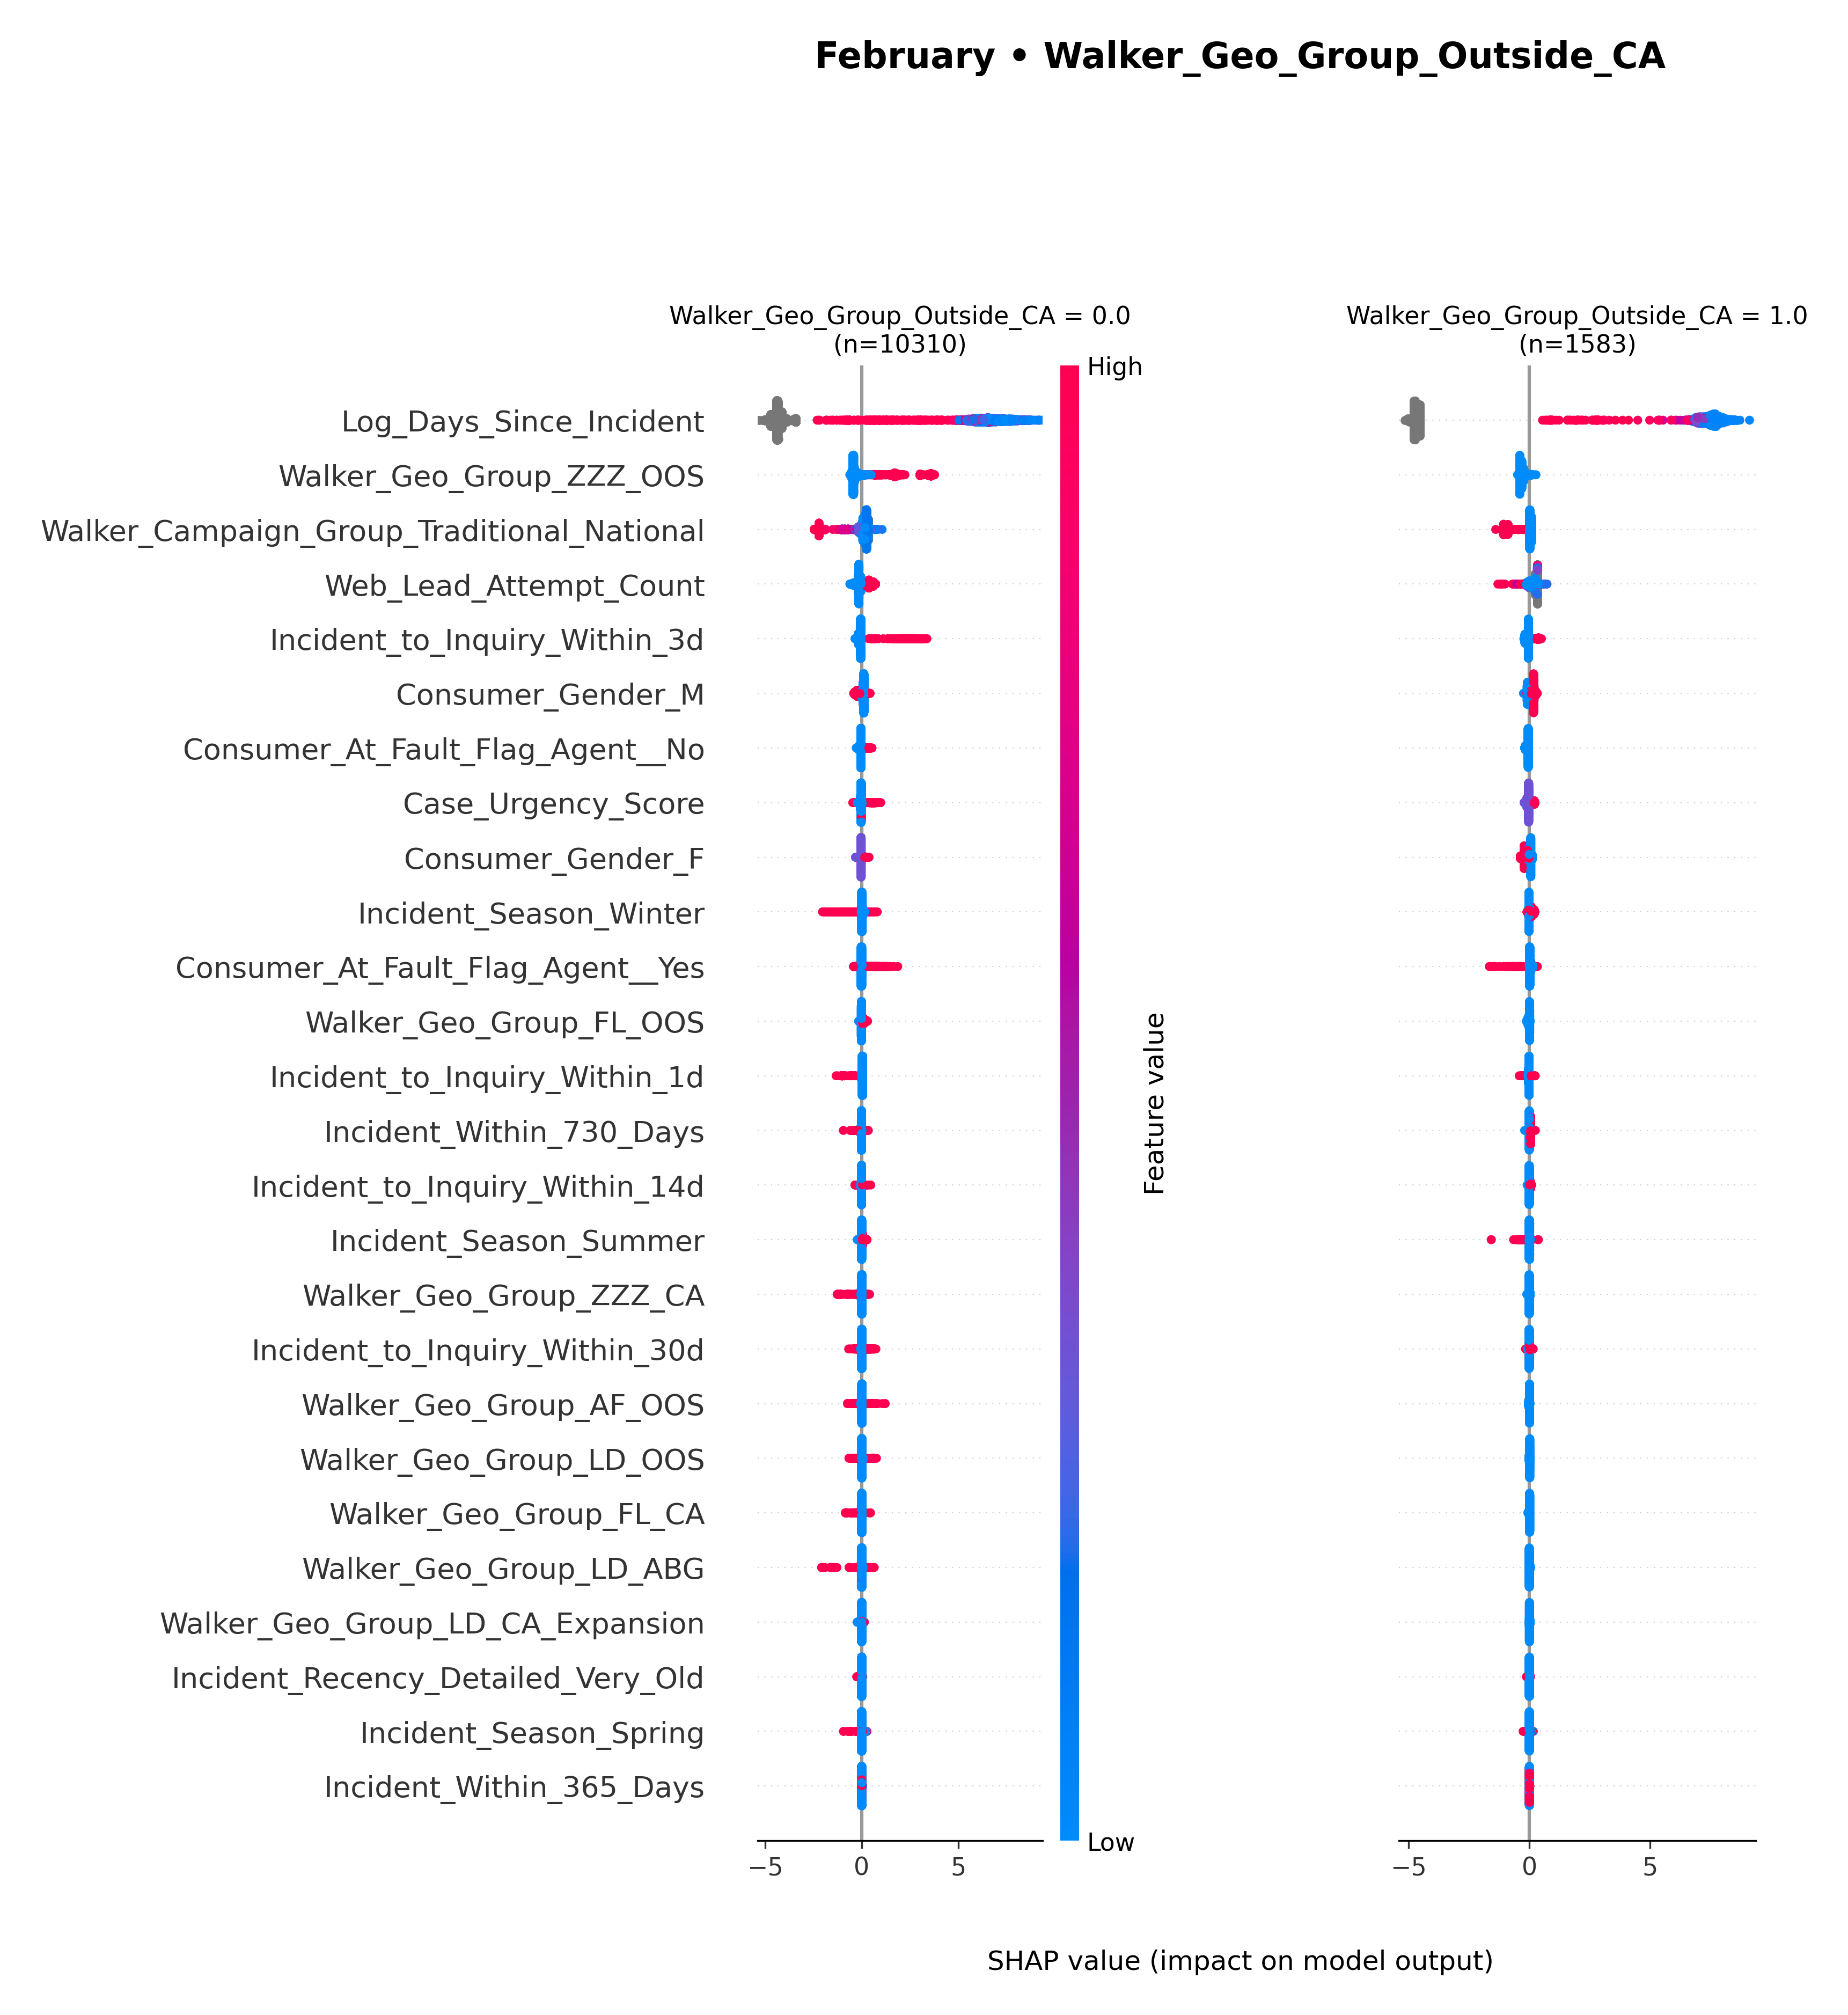 February • Walker_Geo_Group_Outside_CA
Walker_Geo_Group_Outside_CA = 0.0
(n=10310)
Walker_Geo_Group_Outside_CA = 1.0
(n=1583)
High
Log_Days_Since_Incident
Walker_Geo_Group_ZZZ_OOS
Walker_Campaign_Group_Traditional_National
Web_Lead_Attempt_Count
Incident_to_Inquiry_Within_3d
Consumer_Gender_M
Consumer_At_Fault_Flag_Agent__No
Case_Urgency_Score
Consumer_Gender_F
Incident_Season_Winter
Consumer_At_Fault_Flag_Agent__Yes
Walker_Geo_Group_FL_OOS
Incident_to_Inquiry_Within_1d
Incident_Within_730_Days
Incident_to_Inquiry_Within_14d
Incident_Season_Summer
Walker_Geo_Group_ZZZ_CA
Incident_to_Inquiry_Within_30d
Walker_Geo_Group_AF_OOS
Walker_Geo_Group_LD_OOS
Walker_Geo_Group_FL_CA
Walker_Geo_Group_LD_ABG
Walker_Geo_Group_LD_CA_Expansion
Incident_Recency_Detailed_Very_Old
Incident_Season_Spring
Incident_Within_365_Days
Feature value
Low
−5 0 5
−5 0 5
SHAP value (impact on model output)